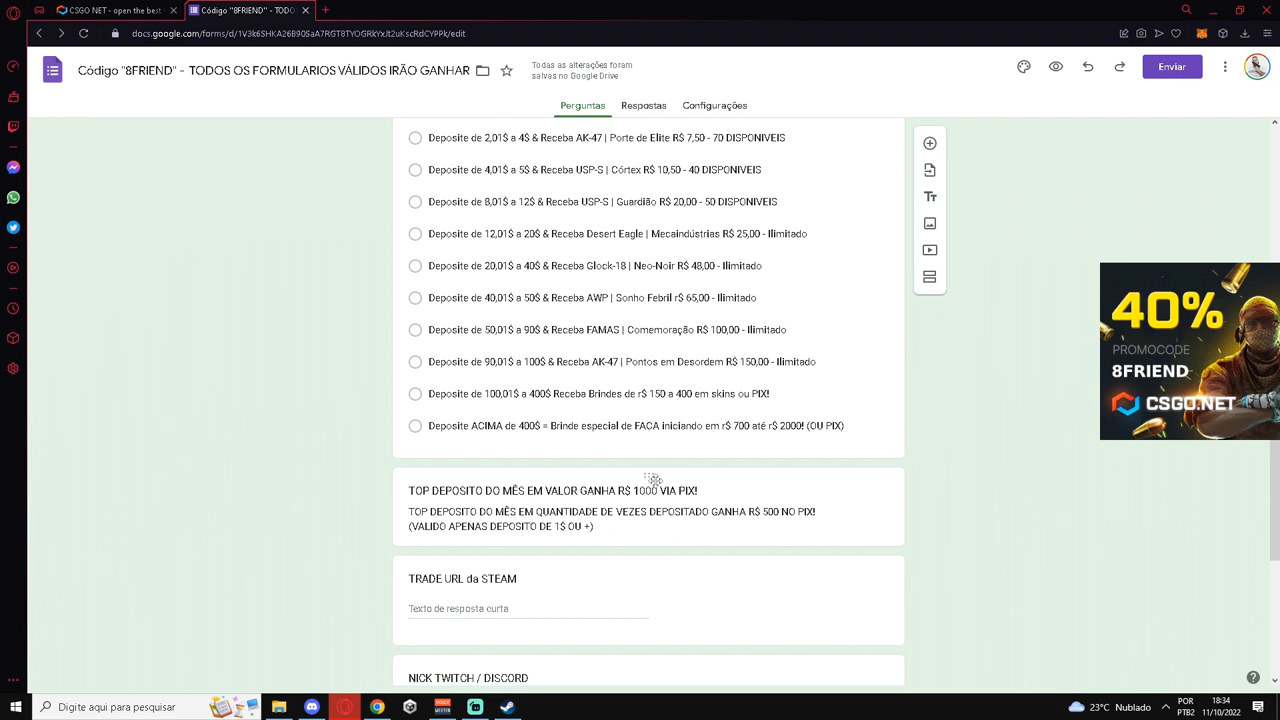 CSGO.NET - open the best
Código "8FRIEND" - TODO
docs.google.com/forms/d/1V3k6SHKA26B90SaA7RGT8TYOGRkYxJt2uKscRdCYPPk/edit
Código "8FRIEND" - TODOS OS FORMULARIOS VÁLIDOS IRÃO GANHAR
Todas as alterações foram
salvas no Google Drive
Enviar
Perguntas
Respostas
Configurações
Deposite de 2,01$ a 4$ & Receba AK-47 | Porte de Elite R$ 7,50 - 70 DISPONIVEIS
Deposite de 4,01$ a 5$ & Receba USP-S | Córtex R$ 10,50 - 40 DISPONIVEIS
Deposite de 8,01$ a 12$ & Receba USP-S | Guardião R$ 20,00 - 50 DISPONIVEIS
Deposite de 12,01$ a 20$ & Receba Desert Eagle | Mecaindústrias R$ 25,00 - Ilimitado
Deposite de 20,01$ a 40$ & Receba Glock-18 | Neo-Noir R$ 48,00 - Ilimitado
Deposite de 40,01$ a 50$ & Receba AWP | Sonho Febril r$ 65,00 - Ilimitado
Deposite de 50,01$ a 90$ & Receba FAMAS | Comemoração R$ 100,00 - Ilimitado
Deposite de 90,01$ a 100$ & Receba AK-47 | Pontos em Desordem R$ 150,00 - Ilimitado
Deposite de 100,01$ a 400$ Receba Brindes de r$ 150 a 400 em skins ou PIX!
Deposite ACIMA de 400$ = Brinde especial de FACA iniciando em r$ 700 até r$ 2000! (OU PIX)
40%
PROMOCODE
8FRIEND
CSGO.NET
TOP DEPOSITO DO MÊS EM VALOR GANHA R$ 1000 VIA PIX!
TOP DEPOSITO DO MÊS EM QUANTIDADE DE VEZES DEPOSITADO GANHA R$ 500 NO PIX!
(VALIDO APENAS DEPOSITO DE 1$ OU +)
TRADE URL da STEAM
Texto de resposta curta
NICK TWITCH / DISCORD
Digite aqui para pesquisar
23°C Nublado
POR
PTB2
18:34
11/10/2022